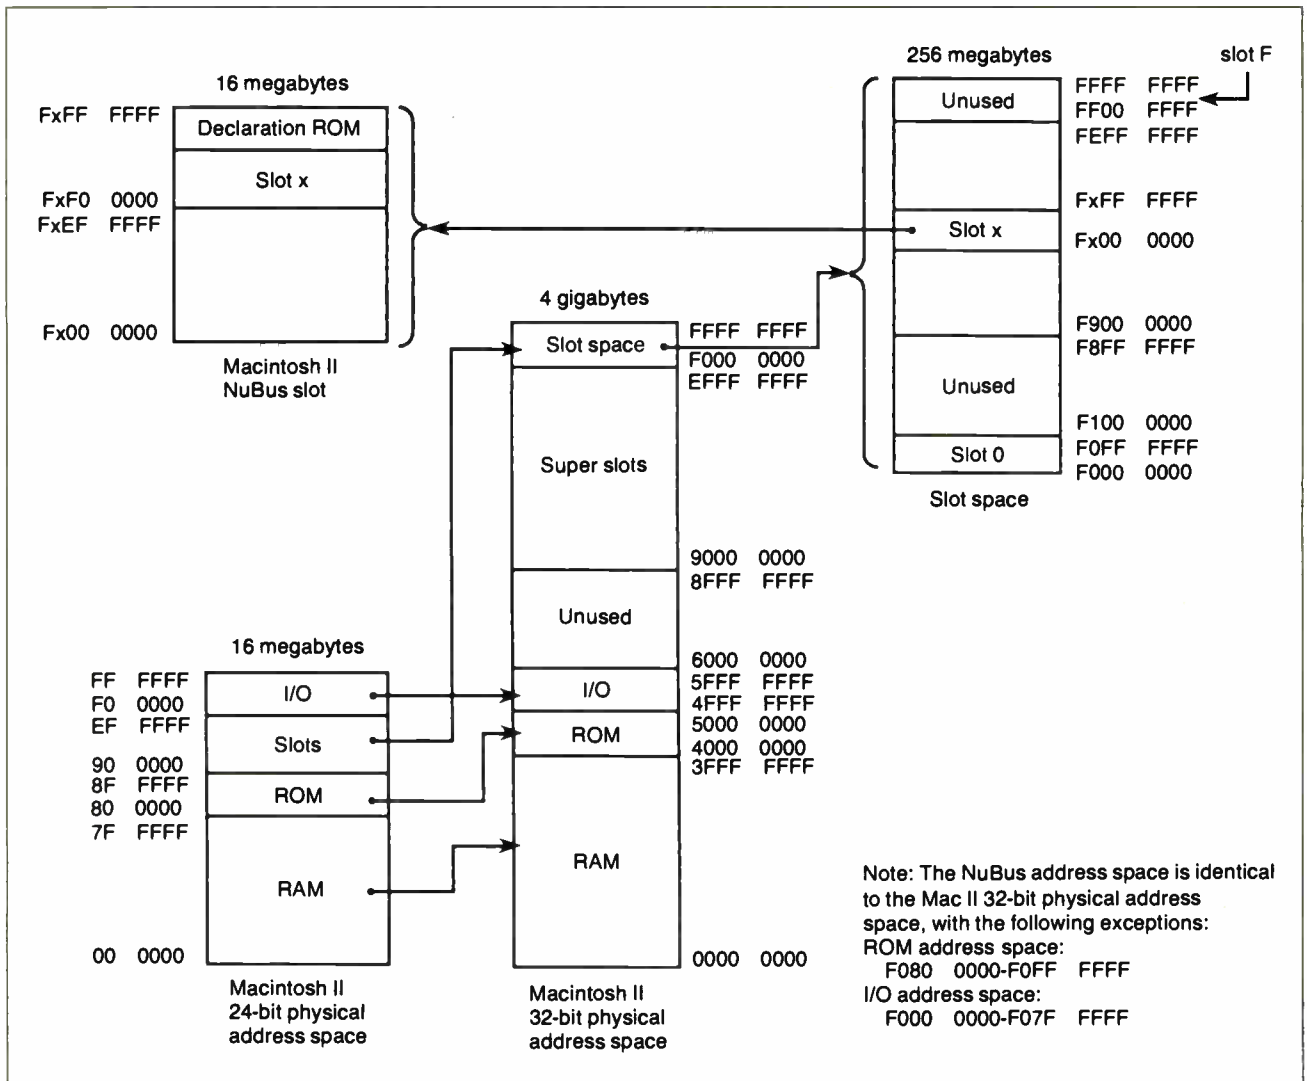 16 megabytes
FxFF FFFF
Declaration ROM
Slot x
FxF0 0000
FxEF FFFF
Fx00 0000
Macintosh II
NuBus slot
256 megabytes
slot F
Unused
FFFF FFFF
FF00 FFFF
FEFF FFFF
FxFF FFFF
Slot x
Fx00 0000
F900 0000
F8FF FFFF
Unused
F100 0000
F0FF FFFF
Slot 0
F000 0000
Slot space
4 gigabytes
Slot space
FFFF FFFF
F000 0000
EFFF FFFF
Super slots
9000 0000
8FFF FFFF
Unused
6000 0000
I/O
5FFF FFFF
4FFF FFFF
5000 0000
ROM
4000 0000
3FFF FFFF
RAM
0000 0000
Macintosh II
32-bit physical
address space
16 megabytes
FF FFFF
I/O
F0 0000
EF FFFF
Slots
90 0000
8F FFFF
ROM
80 0000
7F FFFF
RAM
00 0000
Macintosh II
24-bit physical
address space
Note: The NuBus address space is identical
to the Mac II 32-bit physical address
space, with the following exceptions:
ROM address space:
F080 0000-F0FF FFFF
I/O address space:
F000 0000-F07F FFFF